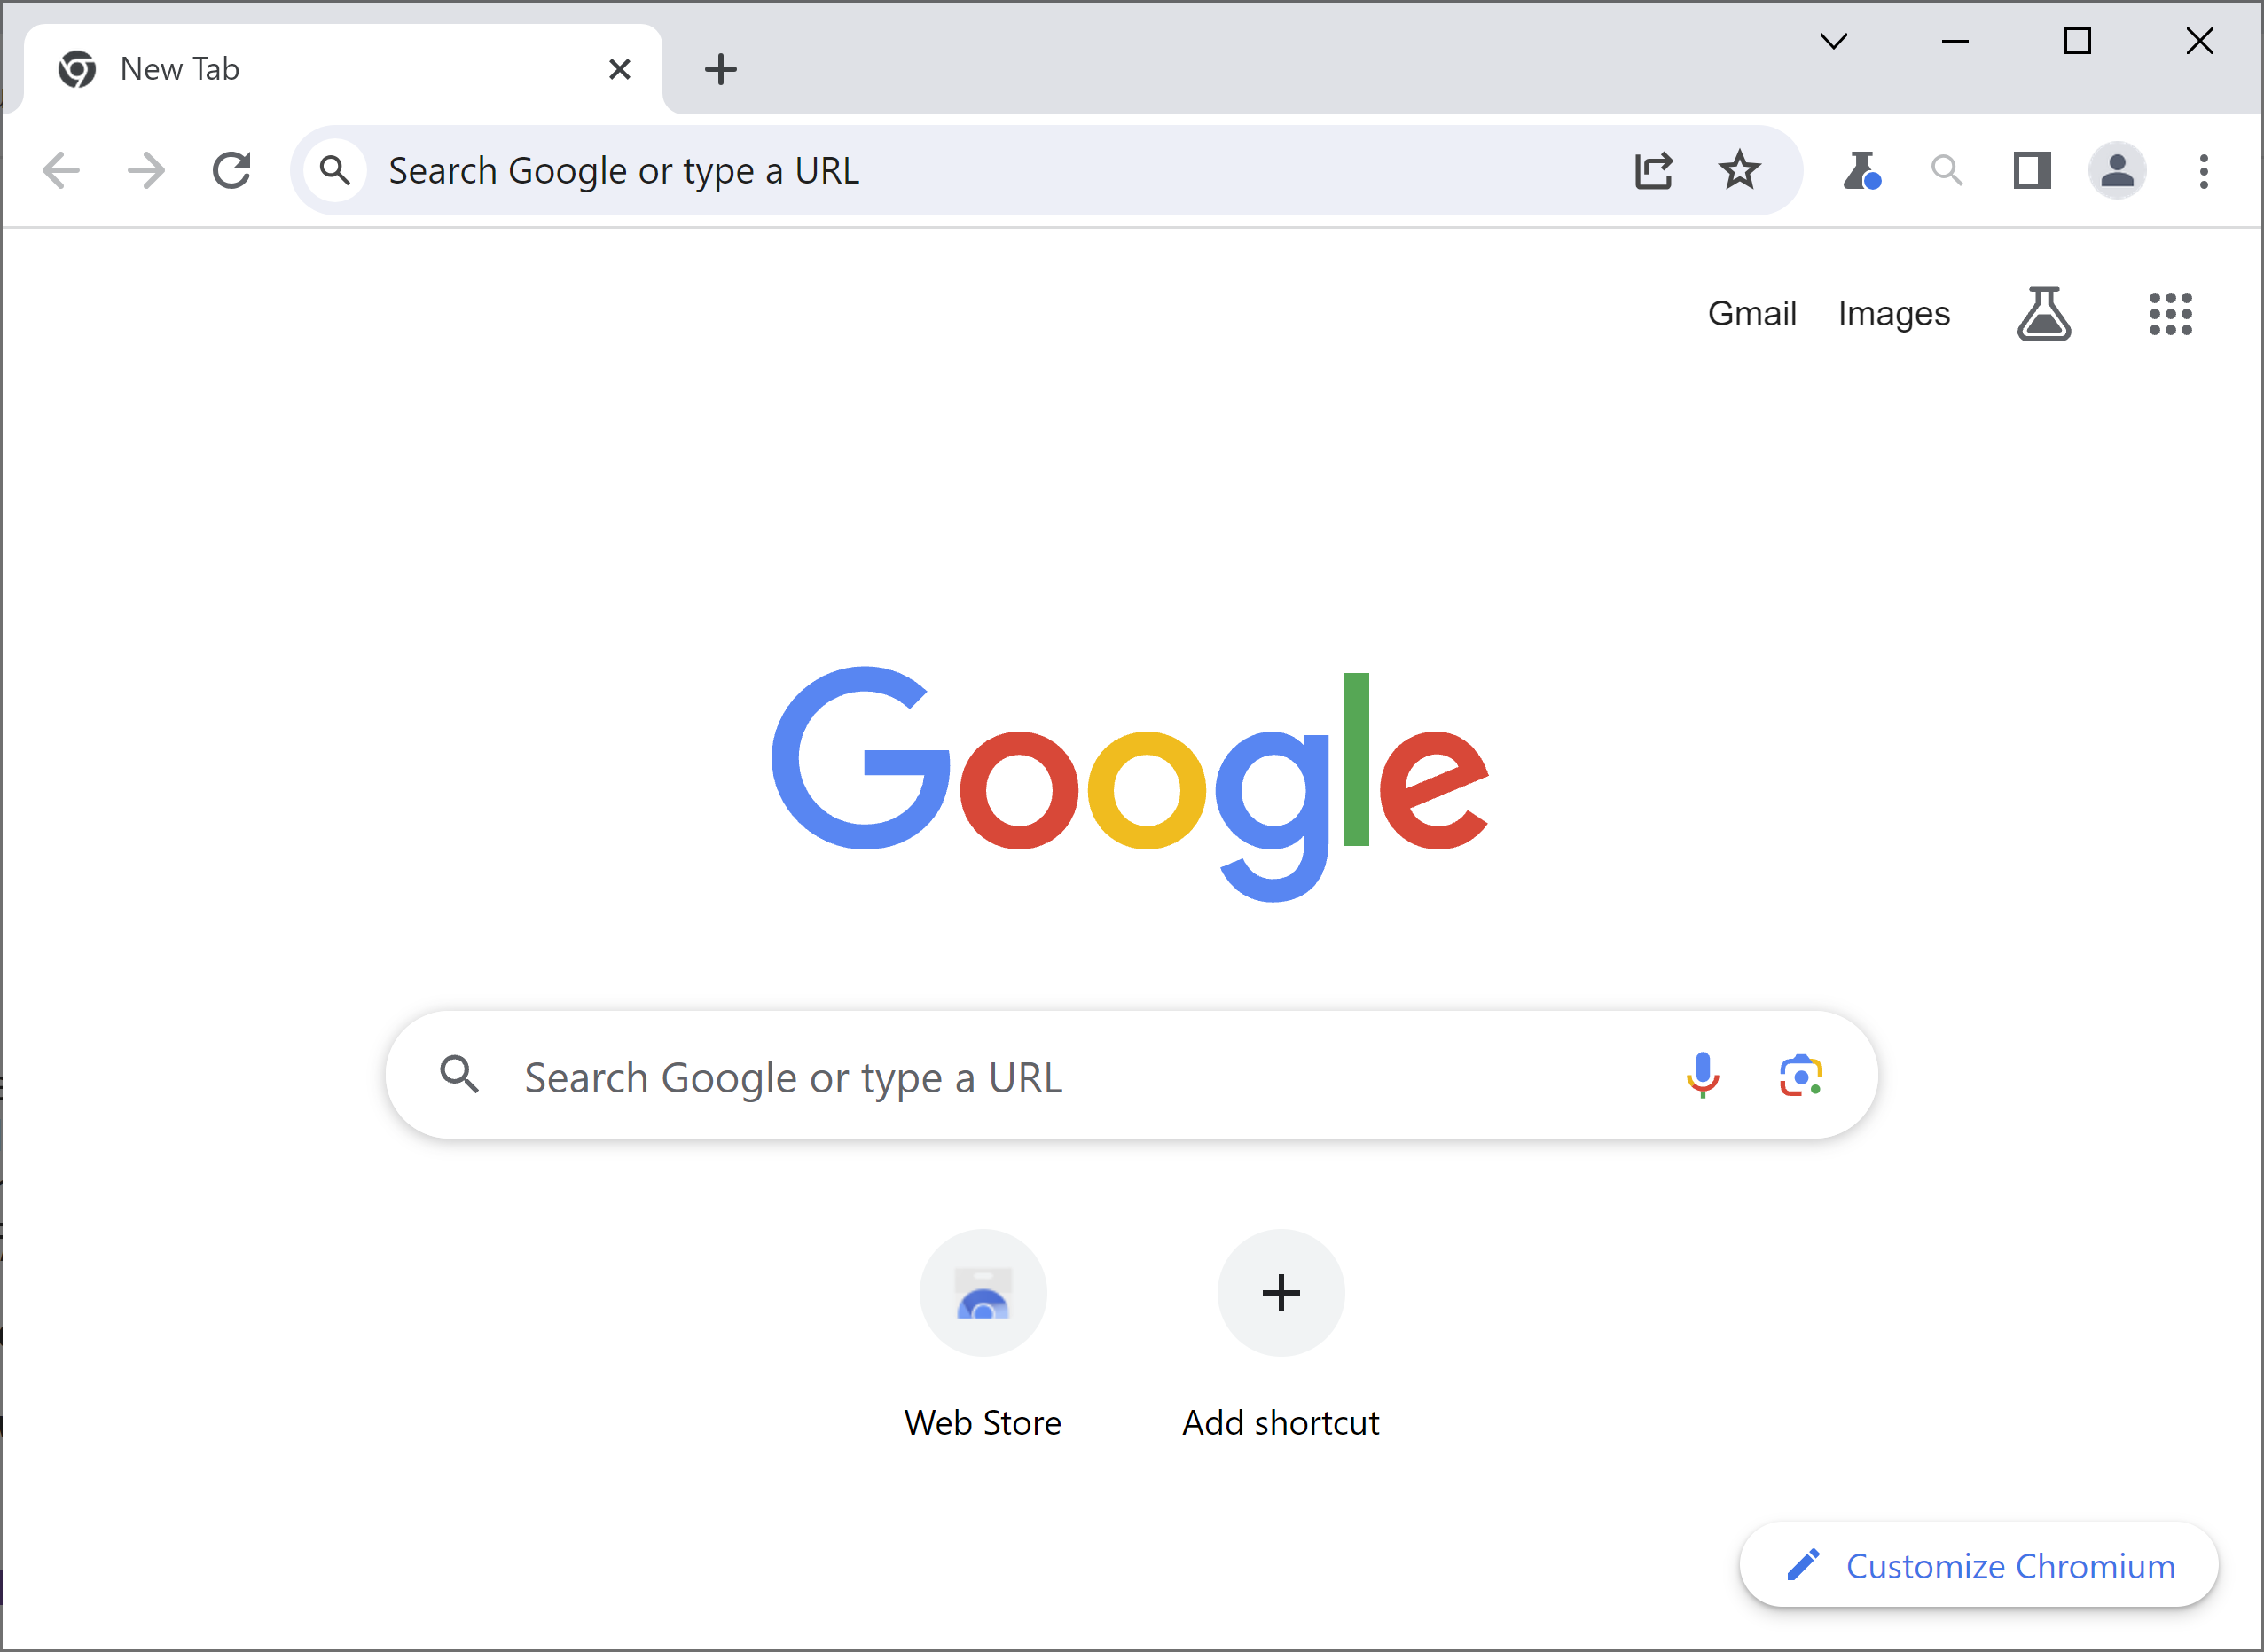 New Tab
Search Google or type a URL
Gmail Images
Google
Search Google or type a URL
Web Store
Add shortcut
Customize Chromium